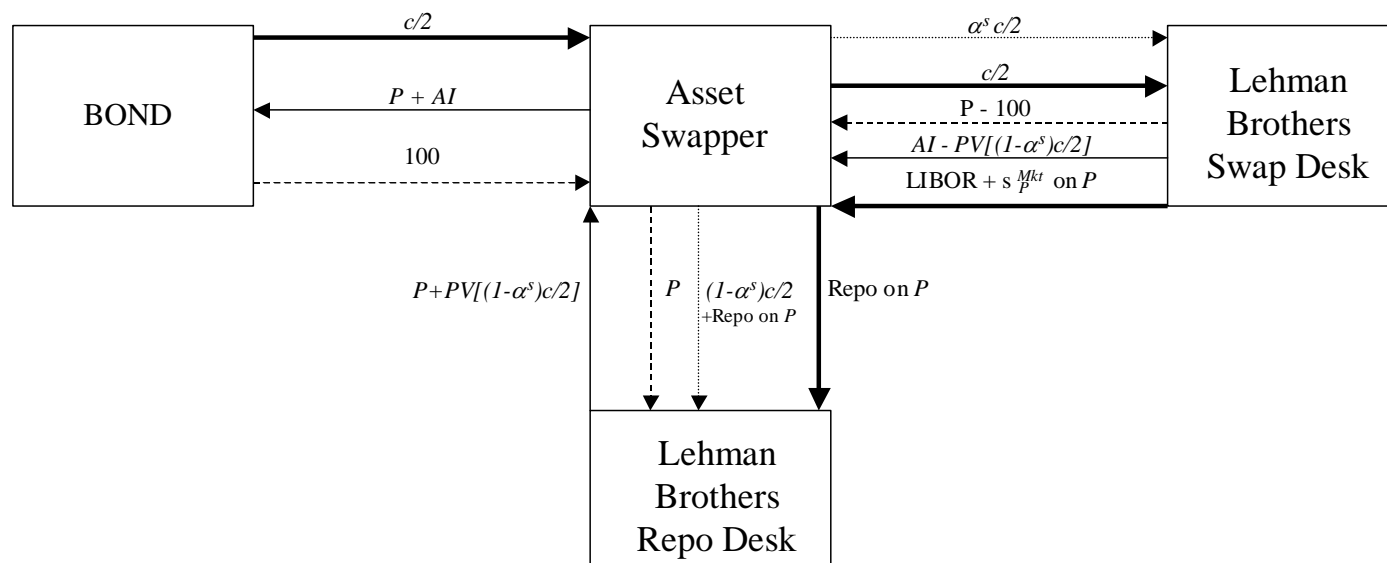 c/2
α^s c/2
BOND
P + AI
100
Asset
Swapper
c/2
P - 100
AI - PV[(1-α^s)c/2]
LIBOR + s_P^Mkt on P
Lehman
Brothers
Swap Desk
P+PV[(1-α^s)c/2]
P
(1-α^s)c/2
+Repo on P
Repo on P
Lehman
Brothers
Repo Desk